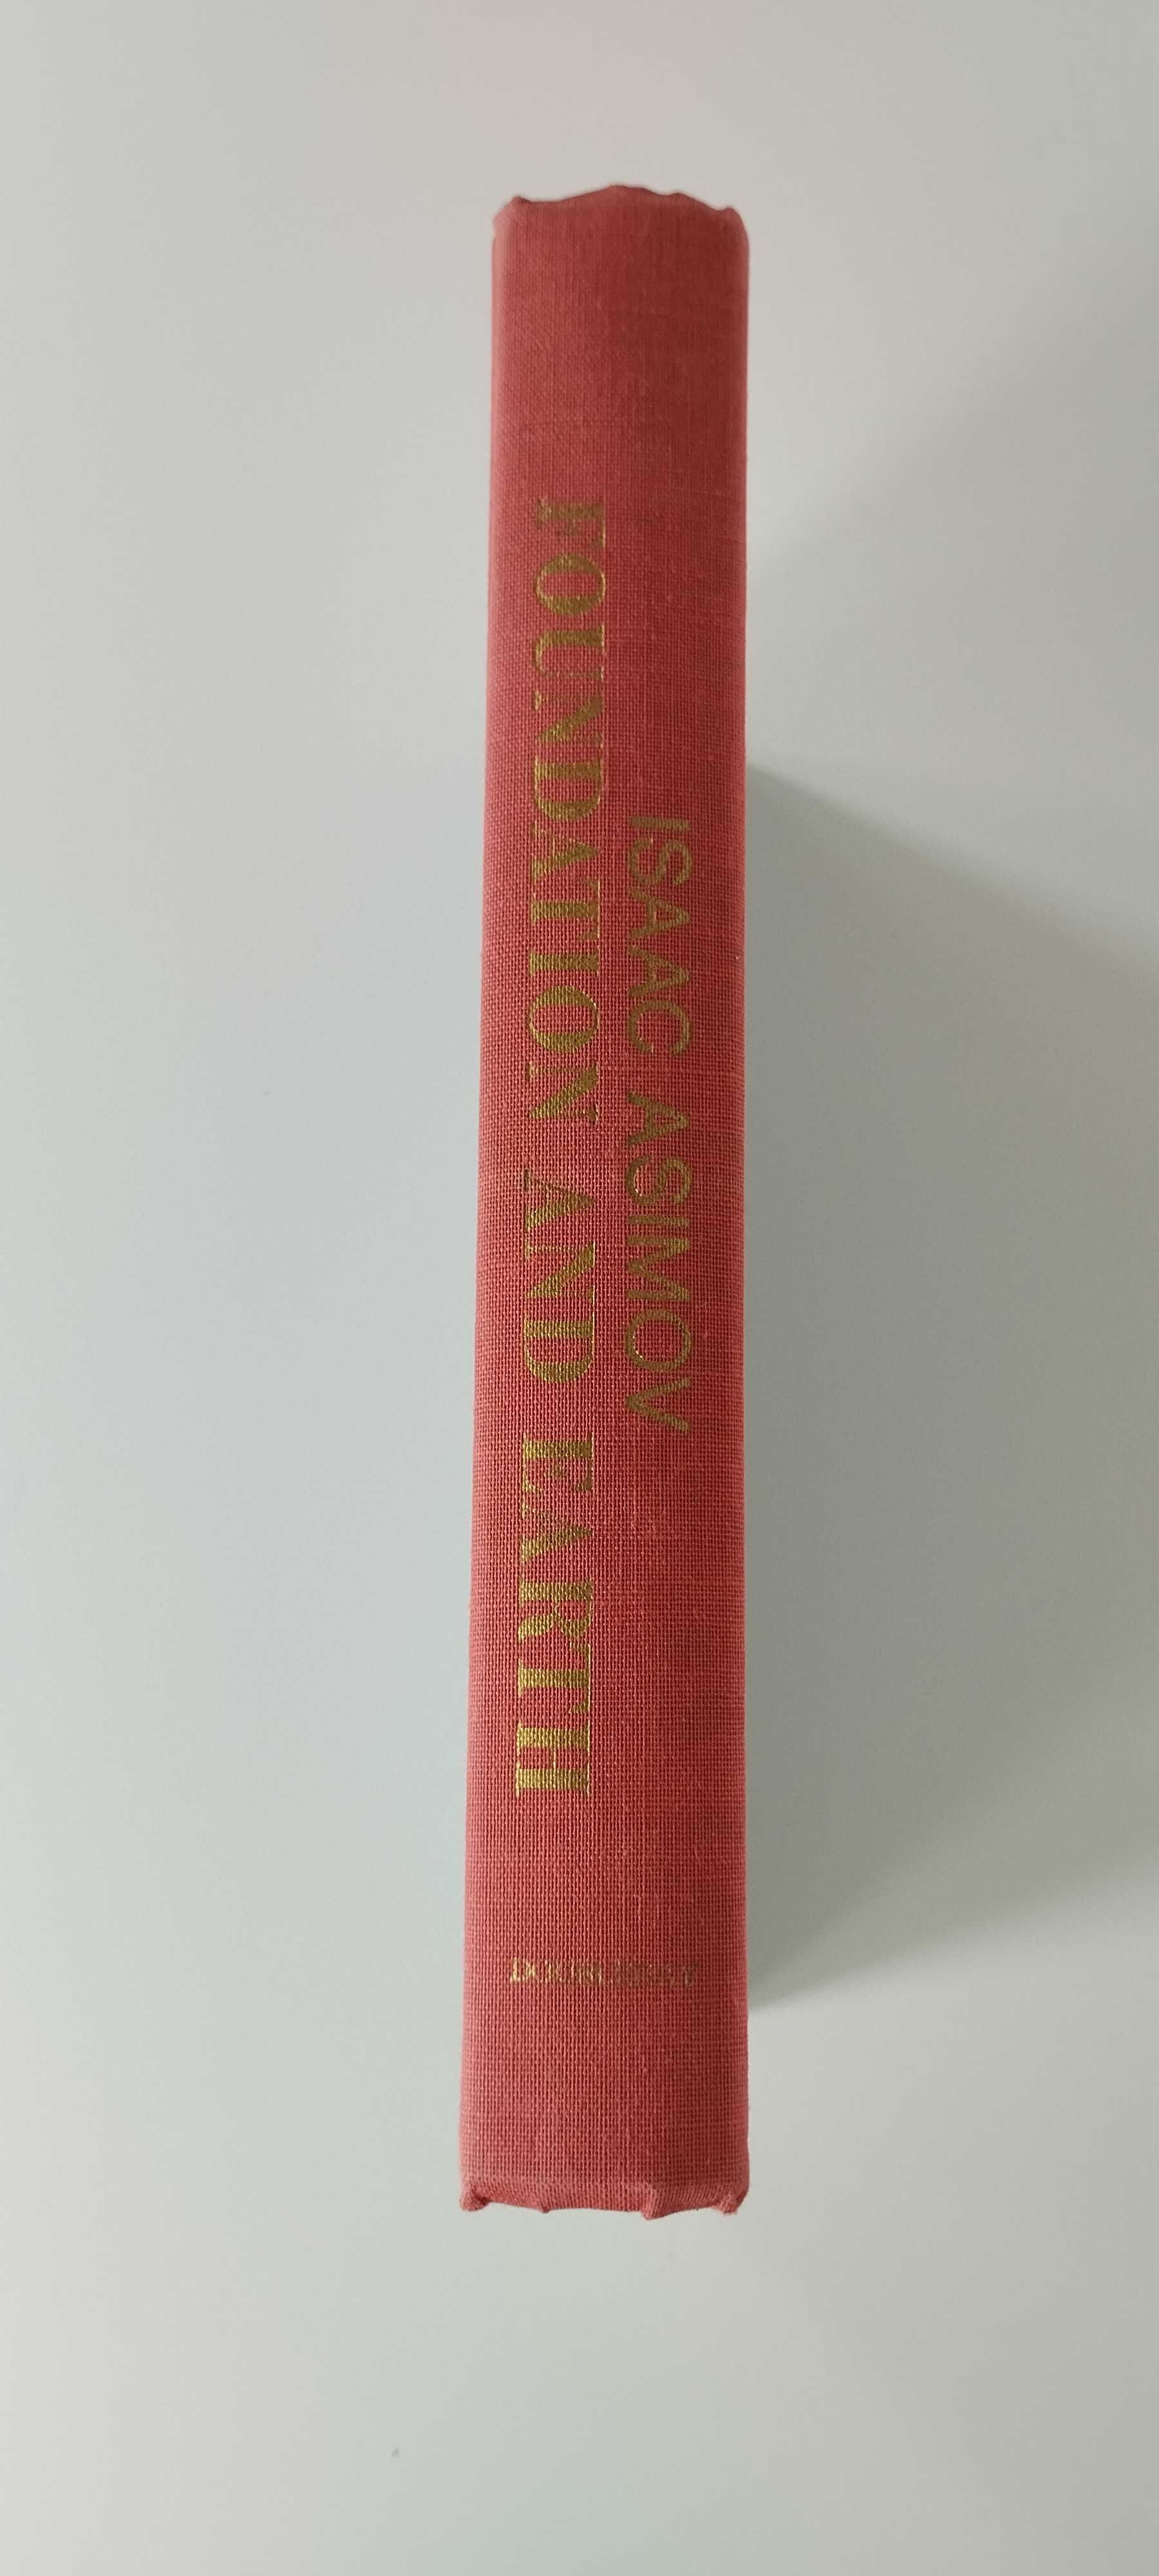 ISAAC ASIMOV
FOUNDATION AND EARTH
DOUBLEDAY